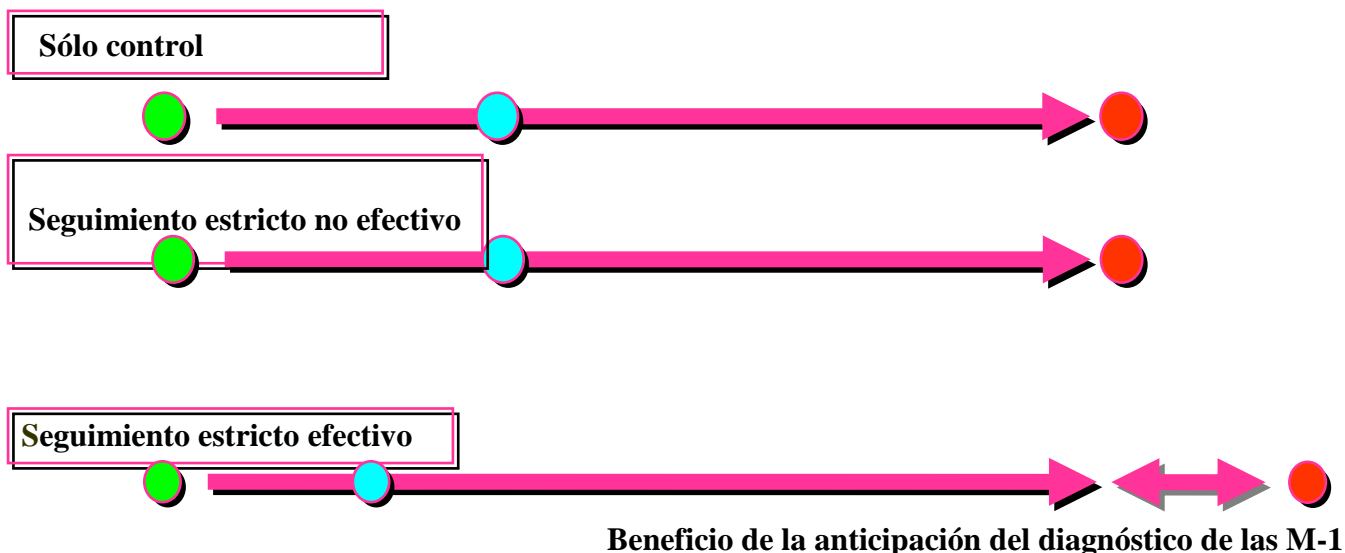 Sólo control
Seguimiento estricto no efectivo
Seguimiento estricto efectivo
Beneficio de la anticipación del diagnóstico de las M-1